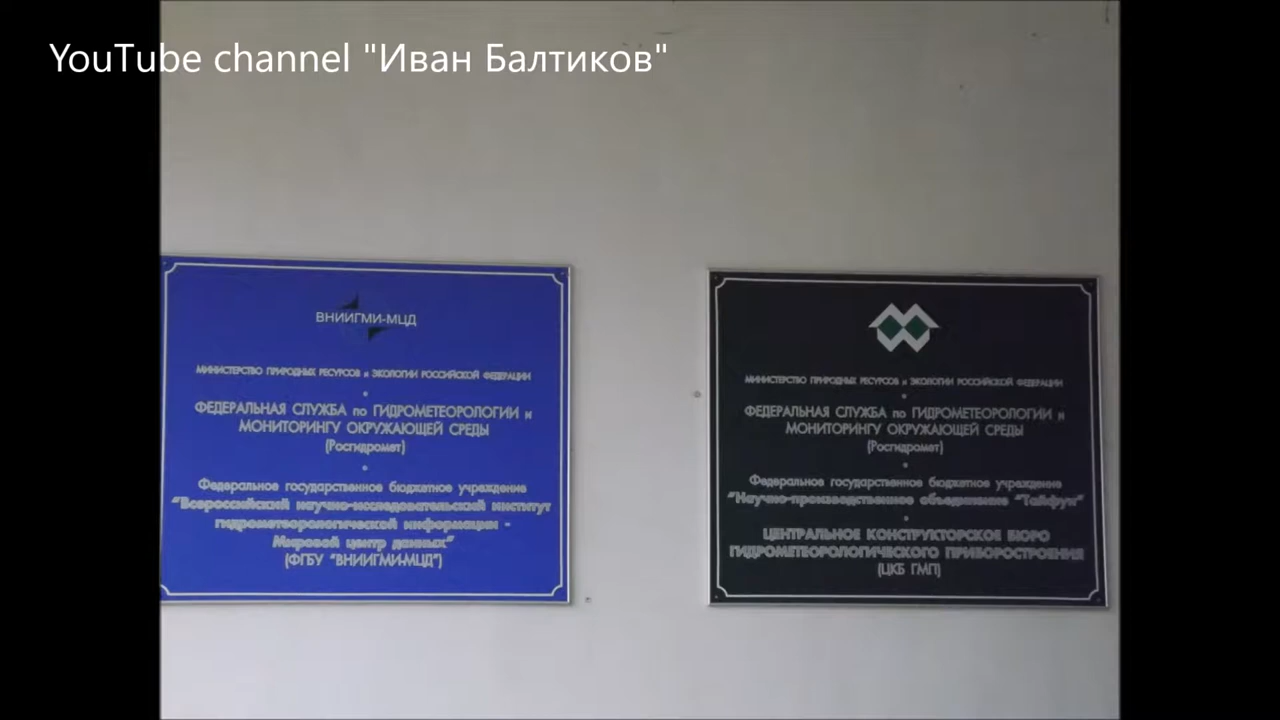 YouTube channel "Иван Балтиков"
ВНИИГМИ-МЦД
МИНИСТЕРСТВО ПРИРОДНЫХ РЕСУРСОВ и ЭКОЛОГИИ РОССИЙСКОЙ ФЕДЕРАЦИИ
ФЕДЕРАЛЬНАЯ СЛУЖБА по ГИДРОМЕТЕОРОЛОГИИ и
МОНИТОРИНГУ ОКРУЖАЮЩЕЙ СРЕДЫ
(Росгидромет)
Федеральное государственное бюджетное учреждение
"Всероссийский научно-исследовательский институт
гидрометеорологической информации -
Мировой центр данных"
(ФГБУ "ВНИИГМИ-МЦД")
МИНИСТЕРСТВО ПРИРОДНЫХ РЕСУРСОВ и ЭКОЛОГИИ РОССИЙСКОЙ ФЕДЕРАЦИИ
ФЕДЕРАЛЬНАЯ СЛУЖБА по ГИДРОМЕТЕОРОЛОГИИ и
МОНИТОРИНГУ ОКРУЖАЮЩЕЙ СРЕДЫ
(Росгидромет)
Федеральное государственное бюджетное учреждение
"Научно-производственное объединение "Тайфун"
ЦЕНТРАЛЬНОЕ КОНСТРУКТОРСКОЕ БЮРО
ГИДРОМЕТЕОРОЛОГИЧЕСКОГО ПРИБОРОСТРОЕНИЯ
(ЦКБ ГМП)